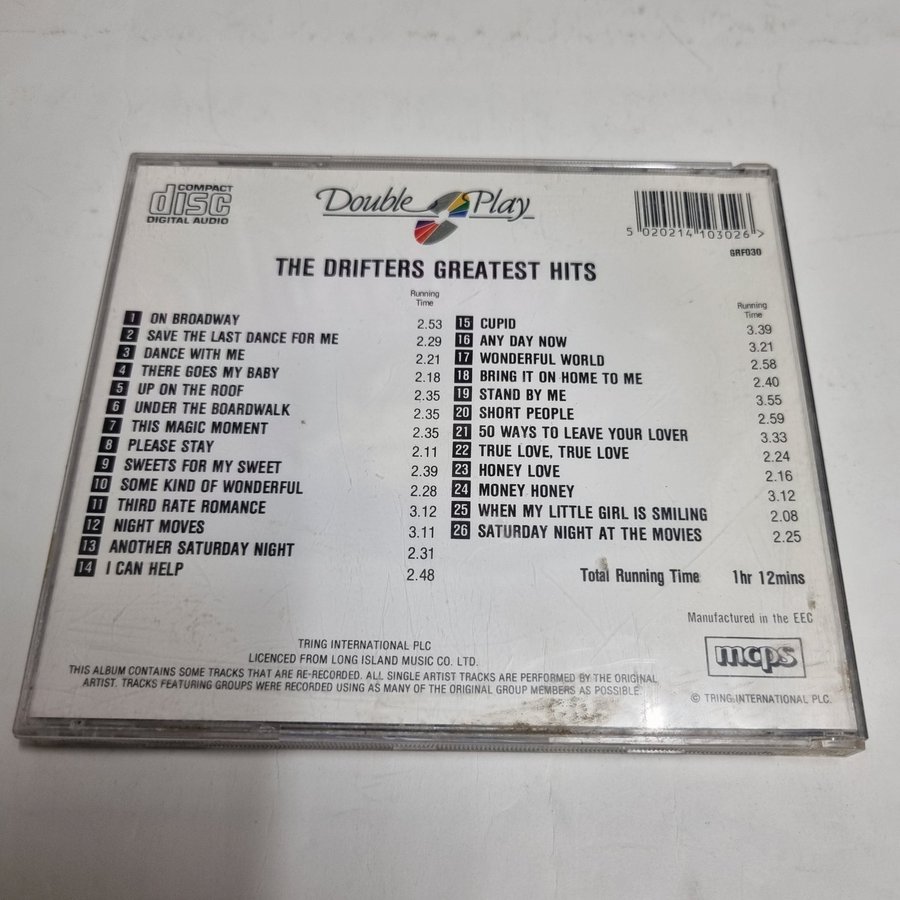 COMPACT
disc
DIGITAL AUDIO
Double Play
5 020214 103026 >
GRF030
THE DRIFTERS GREATEST HITS
Running
Time
1 ON BROADWAY 2.53
2 SAVE THE LAST DANCE FOR ME 2.29
3 DANCE WITH ME 2.21
4 THERE GOES MY BABY 2.18
5 UP ON THE ROOF 2.35
6 UNDER THE BOARDWALK 2.35
7 THIS MAGIC MOMENT 2.35
8 PLEASE STAY 2.11
9 SWEETS FOR MY SWEET 2.39
10 SOME KIND OF WONDERFUL 2.28
11 THIRD RATE ROMANCE 3.12
12 NIGHT MOVES 3.11
13 ANOTHER SATURDAY NIGHT 2.31
14 I CAN HELP 2.48
Running
Time
15 CUPID 3.39
16 ANY DAY NOW 3.21
17 WONDERFUL WORLD 2.58
18 BRING IT ON HOME TO ME 2.40
19 STAND BY ME 3.55
20 SHORT PEOPLE 2.59
21 50 WAYS TO LEAVE YOUR LOVER 3.33
22 TRUE LOVE, TRUE LOVE 2.24
23 HONEY LOVE 2.16
24 MONEY HONEY 3.12
25 WHEN MY LITTLE GIRL IS SMILING 2.08
26 SATURDAY NIGHT AT THE MOVIES 2.25
Total Running Time 1hr 12mins
Manufactured in the EEC
mcps
TRING INTERNATIONAL PLC
LICENCED FROM LONG ISLAND MUSIC CO. LTD.
THIS ALBUM CONTAINS SOME TRACKS THAT ARE RE-RECORDED. ALL SINGLE ARTIST TRACKS ARE PERFORMED BY THE ORIGINAL
ARTIST. TRACKS FEATURING GROUPS WERE RECORDED USING AS MANY OF THE ORIGINAL GROUP MEMBERS AS POSSIBLE.
© TRING INTERNATIONAL PLC.